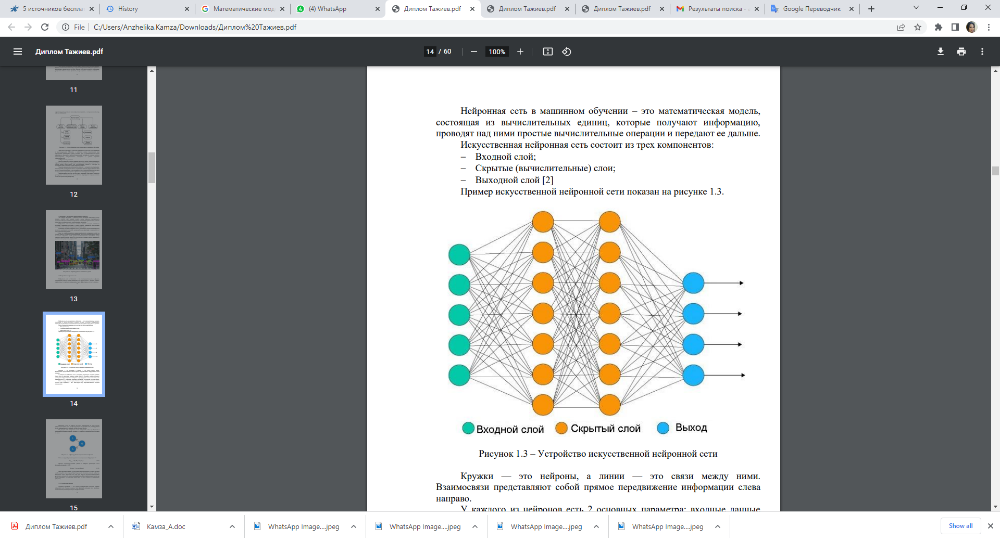 5 источников бесплат
History
Математические мод
(4) WhatsApp
Диплом Тажиев.pdf
Диплом Тажиев.pdf
Диплом Тажиев.pdf
Результаты поиска -
Google Переводчик
File
C:/Users/Anzhelika.Kamza/Downloads/Диплом%20Тажиев.pdf
Диплом Тажиев.pdf
14 / 60
100%
11
12
13
14
15
Нейронная сеть в машинном обучении – это математическая модель,
состоящая из вычислительных единиц, которые получают информацию,
проводят над ними простые вычислительные операции и передают ее дальше.
Искусственная нейронная сеть состоит из трех компонентов:
– Входной слой;
– Скрытые (вычислительные) слои;
– Выходной слой [2]
Пример искусственной нейронной сети показан на рисунке 1.3.
Входной слой
Скрытый слой
Выход
Рисунок 1.3 – Устройство искусственной нейронной сети
Кружки — это нейроны, а линии — это связи между ними.
Взаимосвязи представляют собой прямое передвижение информации слева
направо.
У каждого из нейронов есть 2 основных параметра: входные данные
Диплом Тажиев.pdf
Камза_А.doc
WhatsApp Image....jpeg
WhatsApp Image....jpeg
WhatsApp Image....jpeg
WhatsApp Image....jpeg
Show all